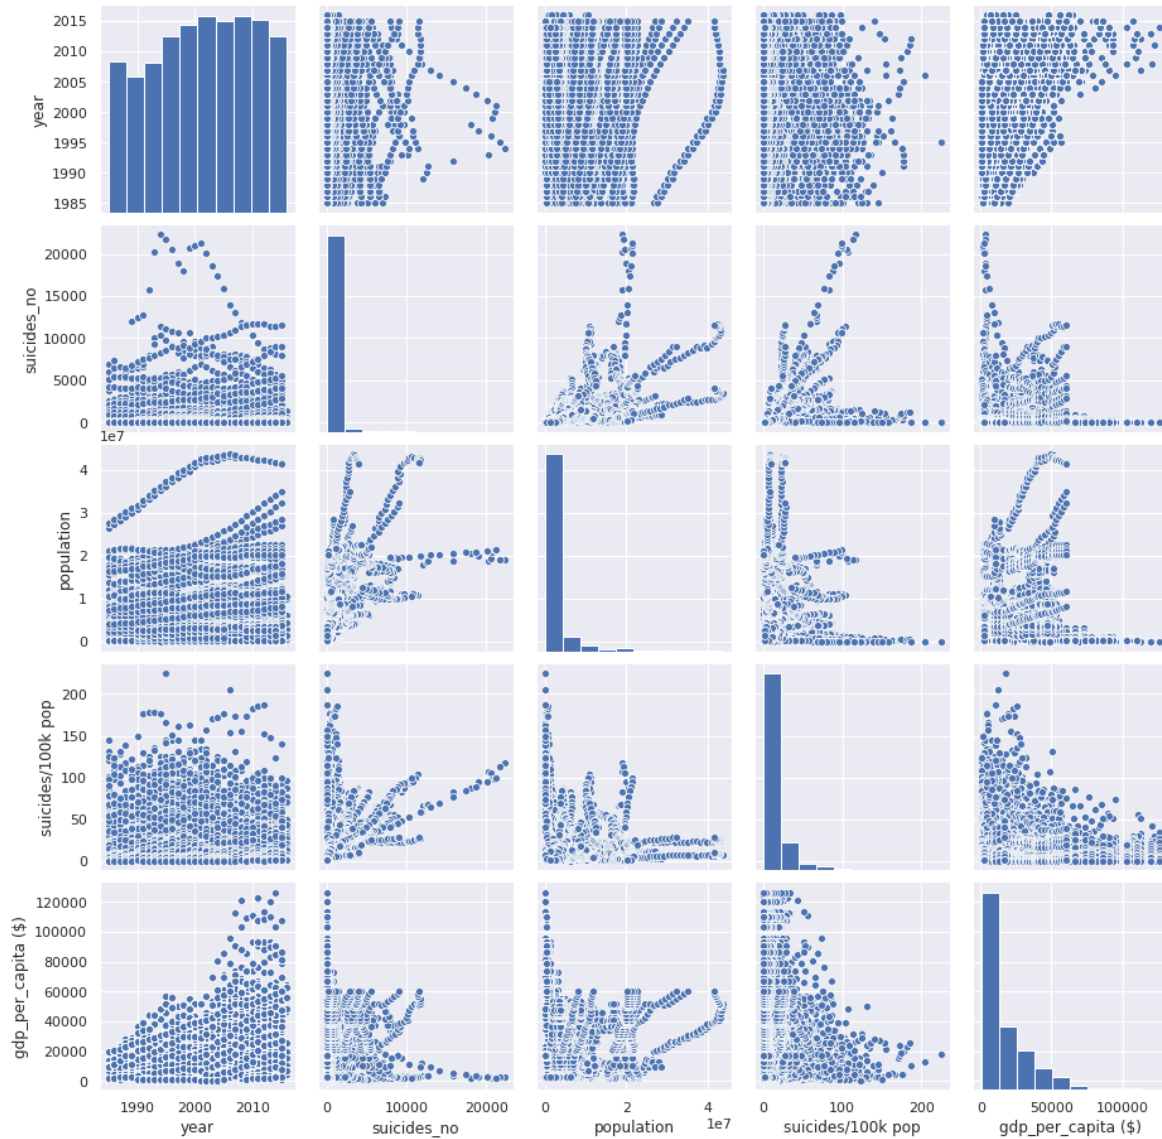 2015
2010
2005
2000
1995
1990
1985
year
20000
15000
10000
5000
0
suicides_no
1e7
4
3
2
1
0
population
200
150
100
50
0
suicides/100k pop
120000
100000
80000
60000
40000
20000
0
gdp_per_capita ($)
1990 2000 2010
year
0 10000 20000
suicides_no
0 2 4
1e7
population
0 100 200
suicides/100k pop
0 50000 100000
gdp_per_capita ($)